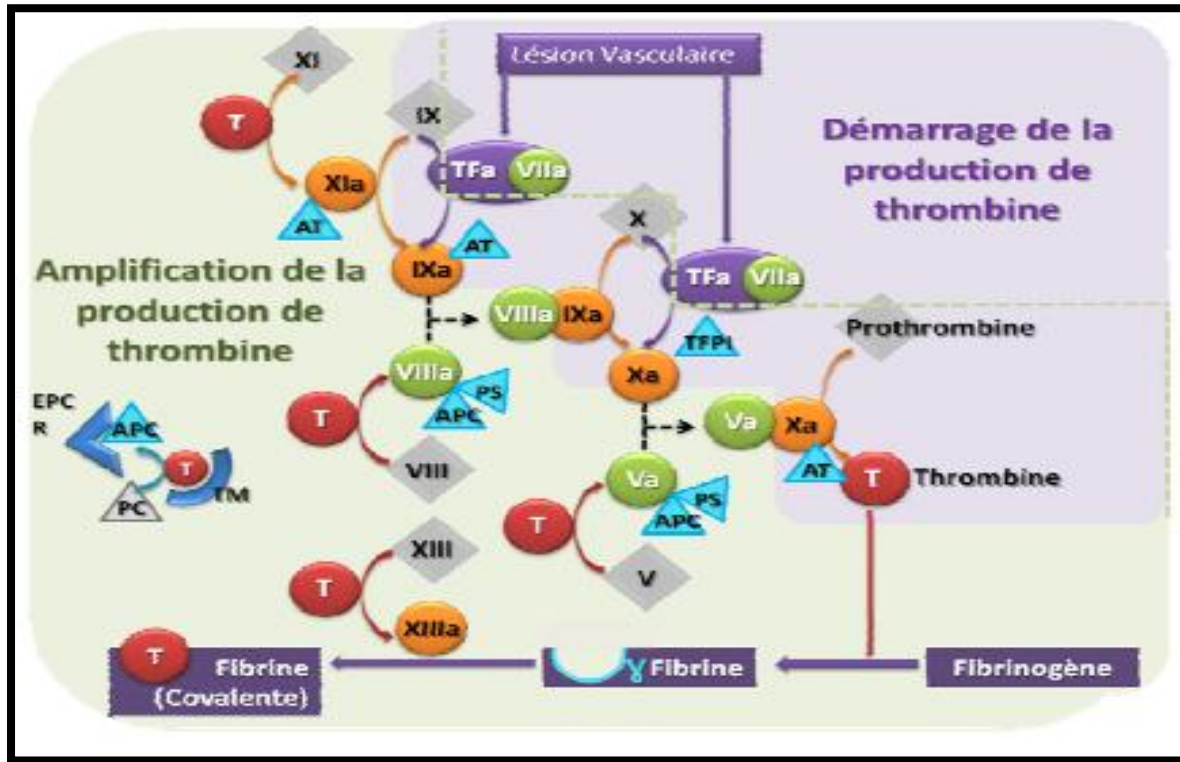 Lésion Vasculaire
Démarrage de la
production de
thrombine
XI
T
IX
TFa VIIa
XIa
AT
AT
IXa
X
TFa VIIa
Amplification de la
production de
thrombine
VIIIa IXa
TFPI
Prothrombine
Xa
VIIIa
PS
APC
T
VIII
EPC
R
APC
T
PC
TM
Va Xa
AT
T Thrombine
Va
PS
APC
T
V
XIII
T
XIIIa
T
Fibrine
(Covalente)
γ Fibrine
Fibrinogène